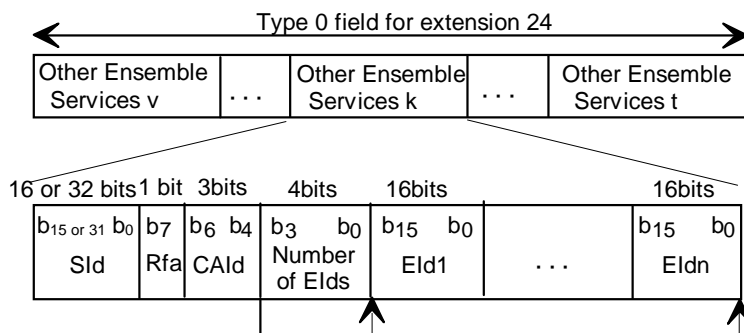 Type 0 field for extension 24
Other Ensemble Services v
. . .
Other Ensemble Services k
. . .
Other Ensemble Services t
16 or 32 bits 1 bit 3bits 4bits 16bits 16bits
b15 or 31 b0 b7 b6 b4 b3 b0 b15 b0 b15 b0
SId Rfa CAId Number of EIds EId1 . . . EIdn